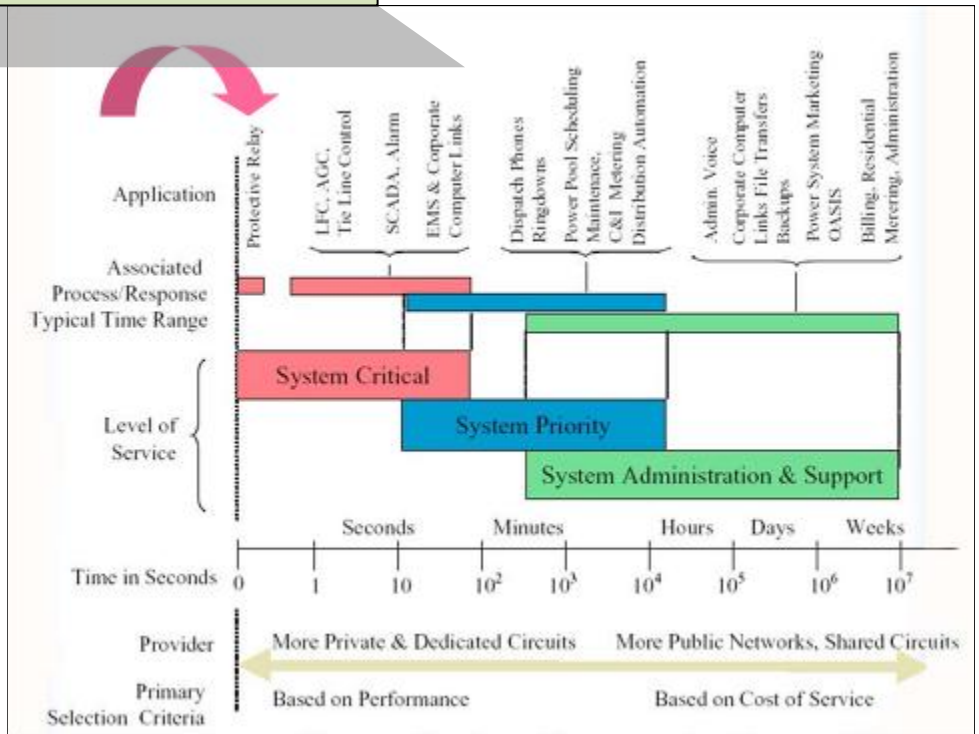 Application
Protective Relay
LFC, AGC,
Tie Line Control
SCADA, Alarm
EMS & Corporate
Computer Links
Dispatch Phones
Ringdowns
Power Pool Scheduling
Maintenace,
C&I Metering
Distribution Automation
Admin. Voice
Corporate Computer
Links File Transfers
Backups
Power System Marketing
OASIS
Billing, Residential
Merering, Administration
Associated
Process/Response
Typical Time Range
System Critical
Level of
Service
System Priority
System Administration & Support
Seconds Minutes Hours Days Weeks
Time in Seconds 0 1 10 10² 10³ 10⁴ 10⁵ 10⁶ 10⁷
Provider More Private & Dedicated Circuits More Public Networks, Shared Circuits
Primary
Selection Criteria
Based on Performance Based on Cost of Service